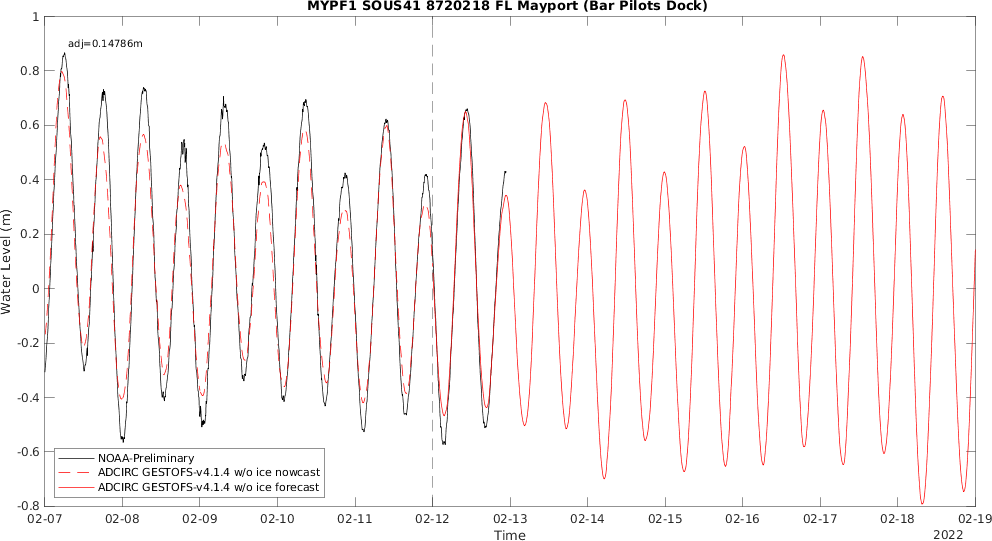 MYPF1 SOUS41 8720218 FL Mayport (Bar Pilots Dock)
adj=0.14786m
1
0.8
0.6
0.4
0.2
0
-0.2
-0.4
-0.6
-0.8
Water Level (m)
NOAA-Preliminary
ADCIRC GESTOFS-v4.1.4 w/o ice nowcast
ADCIRC GESTOFS-v4.1.4 w/o ice forecast
02-07 02-08 02-09 02-10 02-11 02-12 02-13 02-14 02-15 02-16 02-17 02-18 02-19
Time
2022